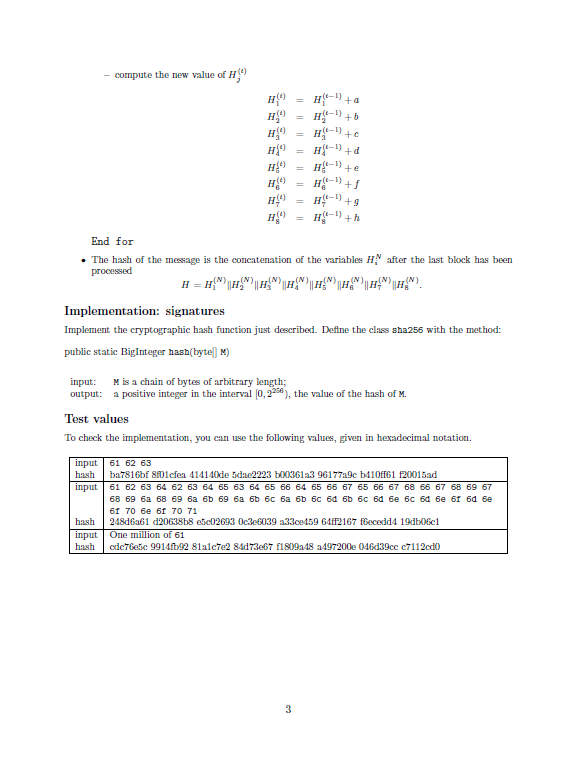 – compute the new value of H_j^(t)
H_1^(t) = H_1^(t−1) + a
H_2^(t) = H_2^(t−1) + b
H_3^(t) = H_3^(t−1) + c
H_4^(t) = H_4^(t−1) + d
H_5^(t) = H_5^(t−1) + e
H_6^(t) = H_6^(t−1) + f
H_7^(t) = H_7^(t−1) + g
H_8^(t) = H_8^(t−1) + h
End for
• The hash of the message is the concatenation of the variables H_i^N after the last block has been
processed
H = H_1^(N)‖H_2^(N)‖H_3^(N)‖H_4^(N)‖H_5^(N)‖H_6^(N)‖H_7^(N)‖H_8^(N).
Implementation: signatures
Implement the cryptographic hash function just described. Define the class sha256 with the method:
public static BigInteger hash(byte[] M)
input: M is a chain of bytes of arbitrary length;
output: a positive integer in the interval [0, 2^256), the value of the hash of M.
Test values
To check the implementation, you can use the following values, given in hexadecimal notation.
input 61 62 63
hash ba7816bf 8f01cfea 414140de 5dae2223 b00361a3 96177a9c b410ff61 f20015ad
input 61 62 63 64 62 63 64 65 63 64 65 66 64 65 66 67 65 66 67 68 66 67 68 69 67
68 69 6a 68 69 6a 6b 69 6a 6b 6c 6a 6b 6c 6d 6b 6c 6d 6e 6c 6d 6e 6f 6d 6e
6f 70 6e 6f 70 71
hash 248d6a61 d20638b8 e5c02693 0c3e6039 a33ce459 64ff2167 f6ecedd4 19db06c1
input One million of 61
hash cdc76e5c 9914fb92 81a1c7e2 84d73e67 f1809a48 a497200e 046d39cc c7112cd0
3